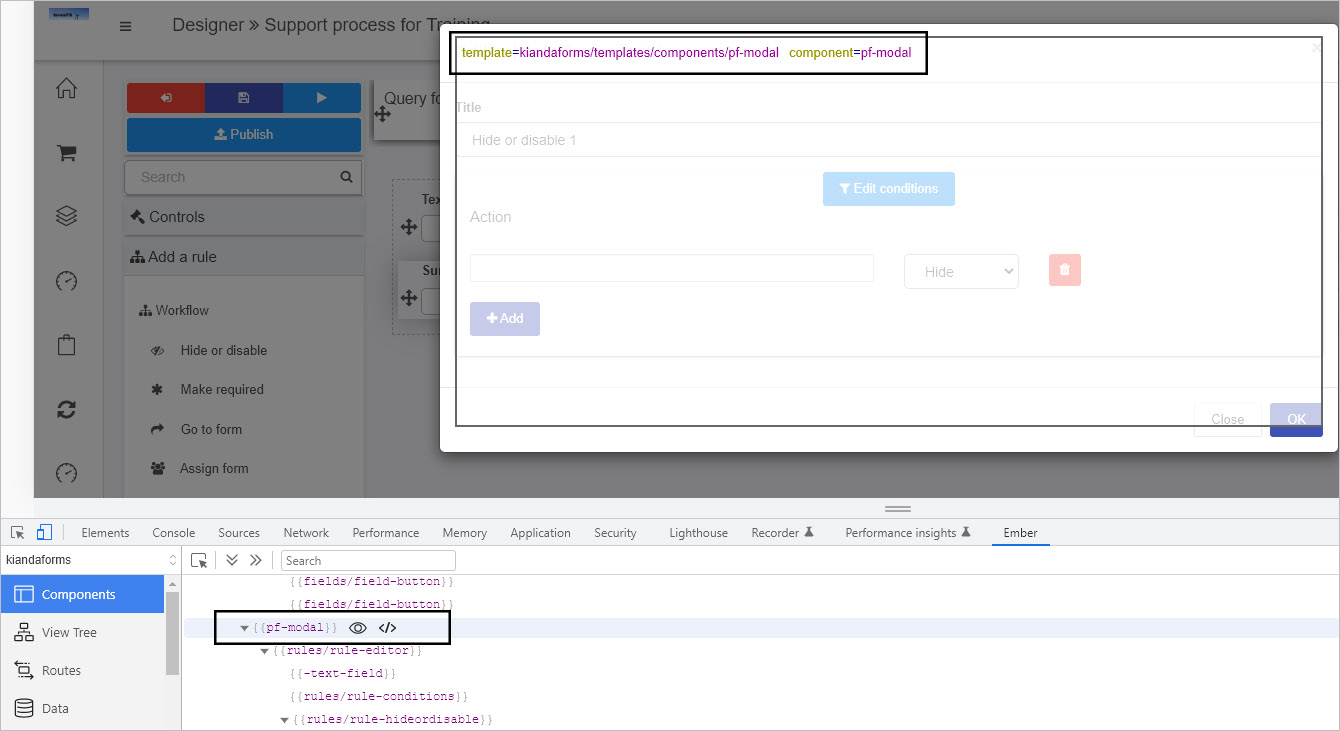 Designer » Support process for Training
template=kiandaforms/templates/components/pf-modal component=pf-modal
Query fo
Title
Publish
Hide or disable 1
Search
Edit conditions
Tex
Controls
Action
Add a rule
Sum
Hide
Workflow
Add
Hide or disable
Make required
Go to form
Close
OK
Assign form
Elements Console Sources Network Performance Memory Application Security Lighthouse Recorder Performance insights Ember
kiandaforms
Search
{{fields/field-button}}
Components
{{fields/field-button}}
{{pf-modal}} </>
View Tree
{{rules/rule-editor}}
Routes
{{-text-field}}
{{rules/rule-conditions}}
Data
{{rules/rule-hideordisable}}